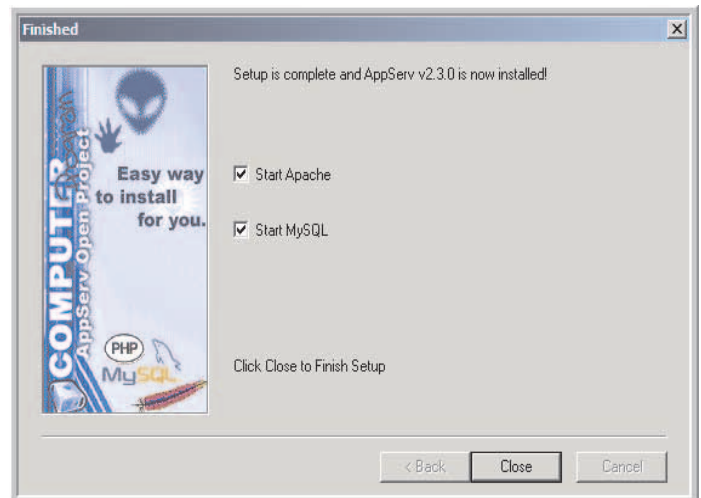 Finished
Setup is complete and AppServ v2.3.0 is now installed!
COMPUTER
AppServ Open Project
Easy way
to install
for you.
Start Apache
Start MySQL
PHP
MySQL
Click Close to Finish Setup
< Back
Close
Cancel